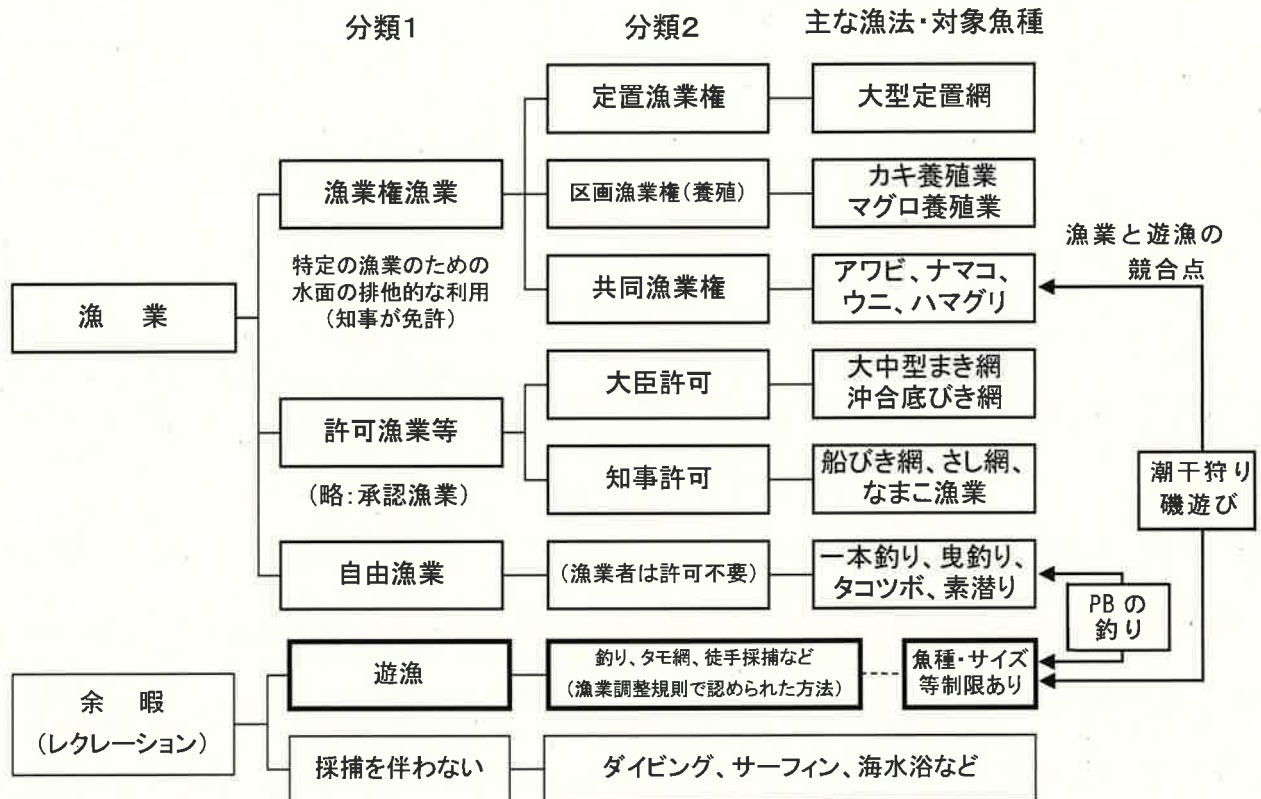 分類1
分類2
主な漁法・対象魚種
定置漁業権
大型定置網
漁業権漁業
区画漁業権(養殖)
カキ養殖業
マグロ養殖業
特定の漁業のための
水面の排他的な利用
(知事が免許)
共同漁業権
アワビ、ナマコ、
ウニ、ハマグリ
漁業と遊漁の
競合点
漁 業
大臣許可
大中型まき網
沖合底びき網
許可漁業等
(略:承認漁業)
知事許可
船びき網、さし網、
なまこ漁業
潮干狩り
磯遊び
自由漁業
(漁業者は許可不要)
一本釣り、曳釣り、
タコツボ、素潜り
PBの
釣り
遊漁
釣り、タモ網、徒手採捕など
(漁業調整規則で認められた方法)
魚種・サイズ
等制限あり
余 暇
(レクレーション)
採捕を伴わない
ダイビング、サーフィン、海水浴など